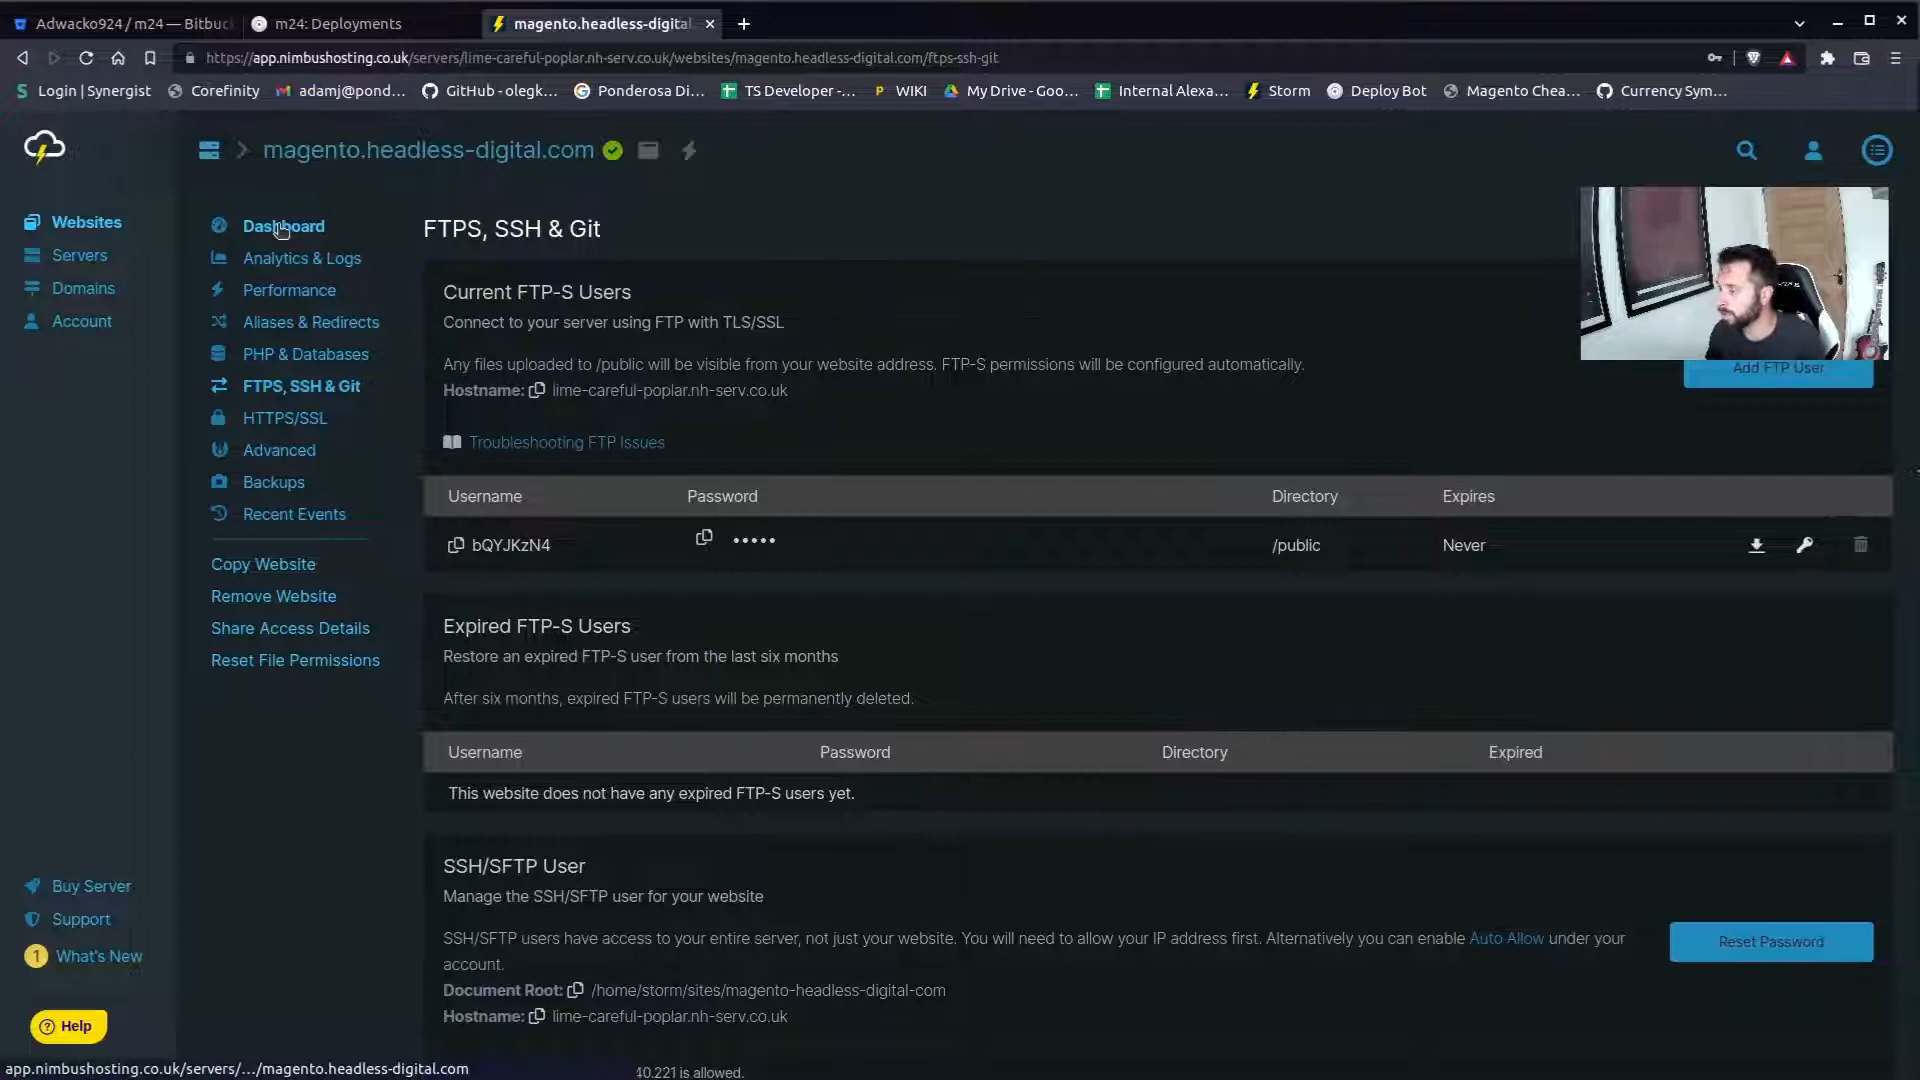 Adwacko924 / m24 — Bitbuc
m24: Deployments
magento.headless-digital
https://app.nimbushosting.co.uk/servers/lime-careful-poplar.nh-serv.co.uk/websites/magento.headless-digital.com/ftps-ssh-git
Login | Synergist
Corefinity
adamj@pond...
GitHub - olegk...
Ponderosa Di...
TS Developer -...
WIKI
My Drive - Goo...
Internal Alexa...
Storm
Deploy Bot
Magento Chea...
Currency Sym...
magento.headless-digital.com
Websites
Servers
Domains
Account
Dashboard
Analytics & Logs
Performance
Aliases & Redirects
PHP & Databases
FTPS, SSH & Git
HTTPS/SSL
Advanced
Backups
Recent Events
Copy Website
Remove Website
Share Access Details
Reset File Permissions
FTPS, SSH & Git
Current FTP-S Users
Connect to your server using FTP with TLS/SSL
Any files uploaded to /public will be visible from your website address. FTP-S permissions will be configured automatically.
Hostname: lime-careful-poplar.nh-serv.co.uk
Add FTP User
Troubleshooting FTP Issues
Username Password Directory Expires
bQYJKzN4 ••••• /public Never
Expired FTP-S Users
Restore an expired FTP-S user from the last six months
After six months, expired FTP-S users will be permanently deleted.
Username Password Directory Expired
This website does not have any expired FTP-S users yet.
SSH/SFTP User
Manage the SSH/SFTP user for your website
SSH/SFTP users have access to your entire server, not just your website. You will need to allow your IP address first. Alternatively you can enable Auto Allow under your
account.
Reset Password
Document Root: /home/storm/sites/magento-headless-digital-com
Hostname: lime-careful-poplar.nh-serv.co.uk
40.221 is allowed.
Buy Server
Support
1 What's New
Help
app.nimbushosting.co.uk/servers/.../magento.headless-digital.com